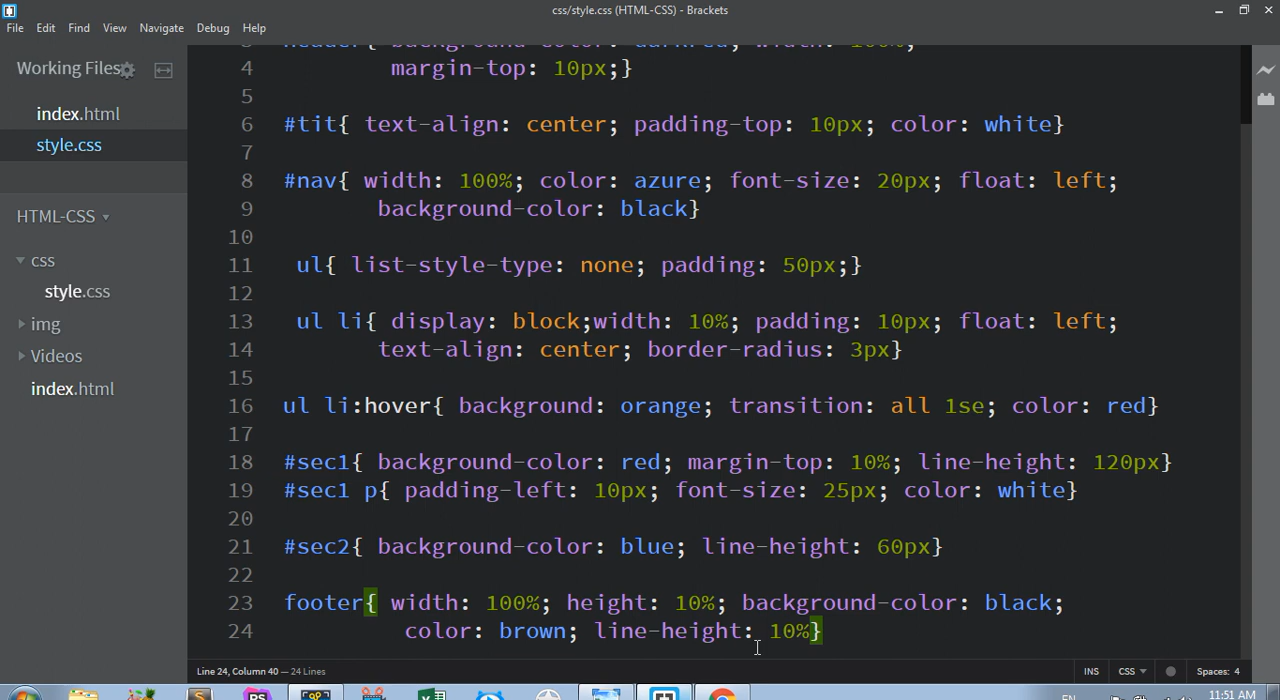 css/style.css (HTML-CSS) - Brackets
File Edit Find View Navigate Debug Help
Working Files
index.html
style.css
HTML-CSS
css
style.css
img
Videos
index.html
3 header{ background-color: darkred; width: 100%;
4 margin-top: 10px;}
5
6 #tit{ text-align: center; padding-top: 10px; color: white}
7
8 #nav{ width: 100%; color: azure; font-size: 20px; float: left;
9 background-color: black}
10
11 ul{ list-style-type: none; padding: 50px;}
12
13 ul li{ display: block;width: 10%; padding: 10px; float: left;
14 text-align: center; border-radius: 3px}
15
16 ul li:hover{ background: orange; transition: all 1se; color: red}
17
18 #sec1{ background-color: red; margin-top: 10%; line-height: 120px}
19 #sec1 p{ padding-left: 10px; font-size: 25px; color: white}
20
21 #sec2{ background-color: blue; line-height: 60px}
22
23 footer{ width: 100%; height: 10%; background-color: black;
24 color: brown; line-height: 10%}
Line 24, Column 40 — 24 Lines
INS CSS Spaces: 4
EN 11:51 AM